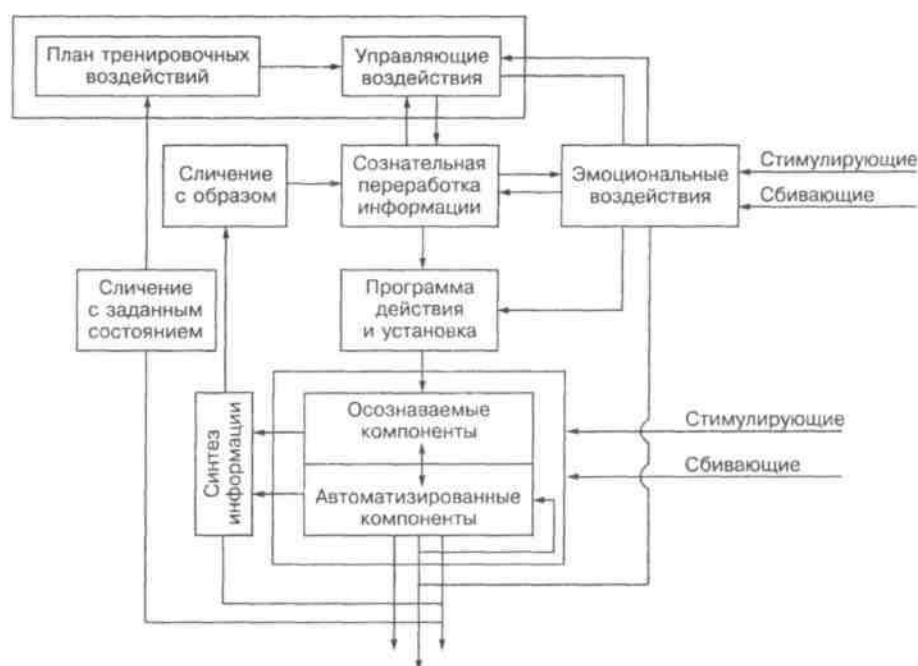 План тренировочных
воздействий
Управляющие
воздействия
Сличение
с образом
Сознательная
переработка
информации
Эмоциональные
воздействия
Стимулирующие
Сбивающие
Сличение
с заданным
состоянием
Программа
действия
и установка
Синтез
информации
Осознаваемые
компоненты
Автоматизированные
компоненты
Стимулирующие
Сбивающие